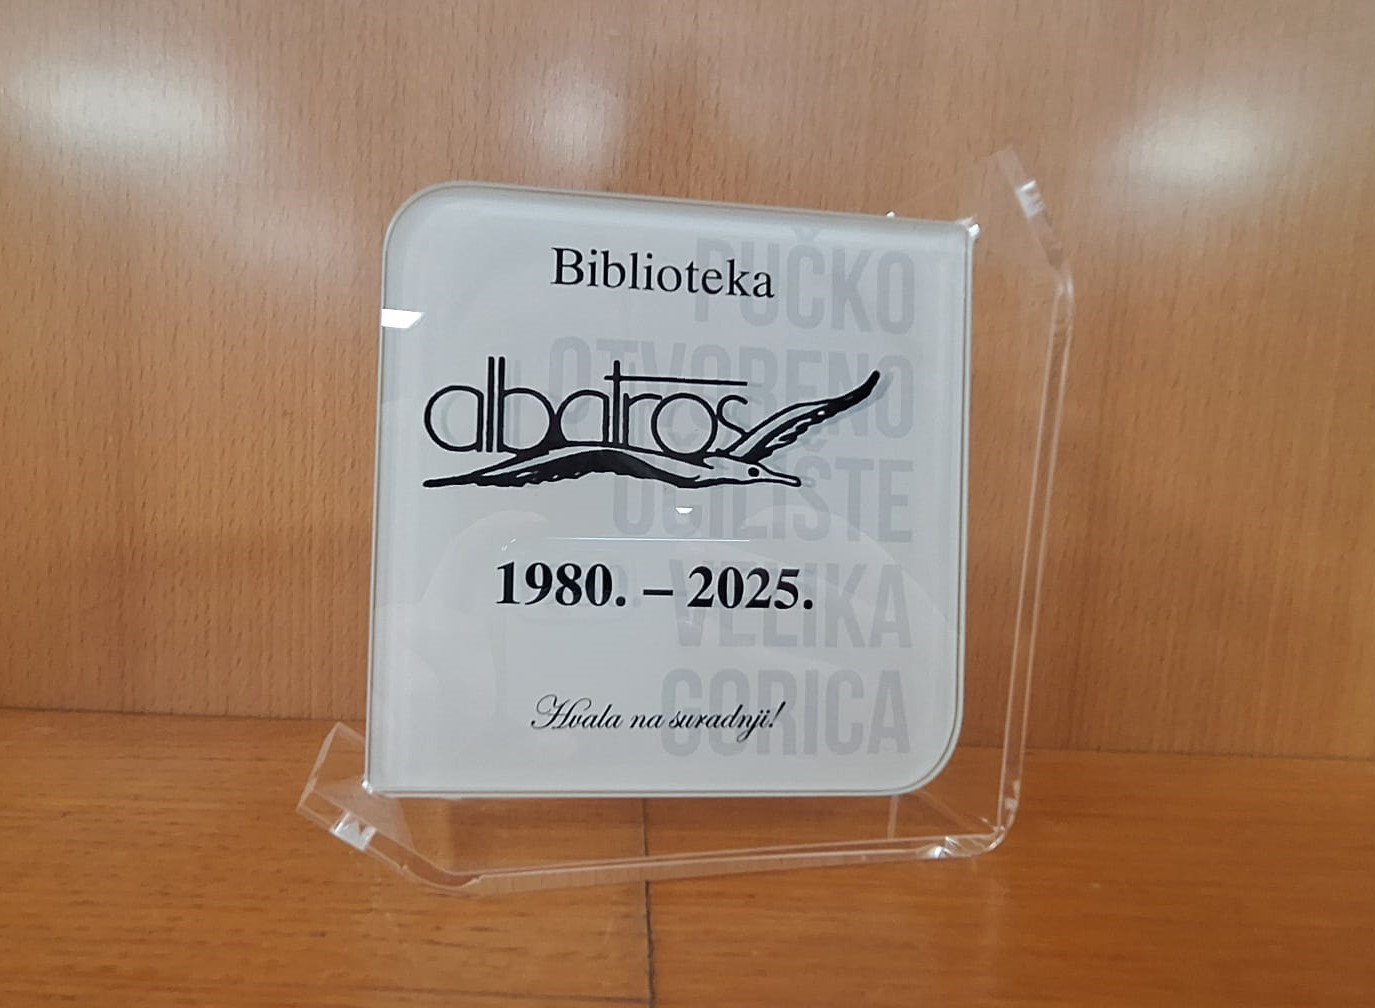 Biblioteka
albatros
1980. – 2025.
Hvala na suradnji!
PUČKO
OTVORENO
UČILIŠTE
VELIKA
GORICA